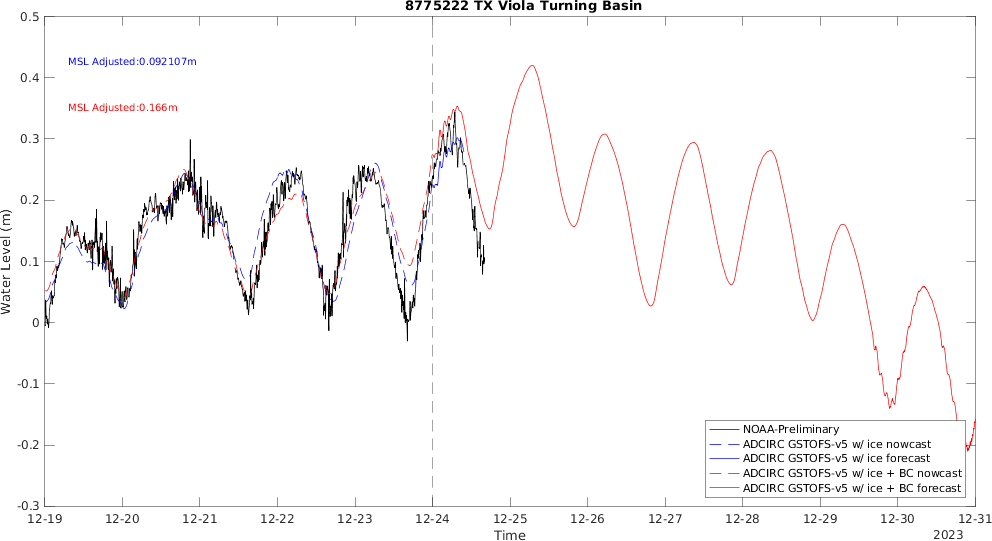 8775222 TX Viola Turning Basin
0.5
MSL Adjusted:0.092107m
0.4
MSL Adjusted:0.166m
0.3
0.2
0.1
0
-0.1
-0.2
-0.3
Water Level (m)
NOAA-Preliminary
ADCIRC GSTOFS-v5 w/ ice nowcast
ADCIRC GSTOFS-v5 w/ ice forecast
ADCIRC GSTOFS-v5 w/ ice + BC nowcast
ADCIRC GSTOFS-v5 w/ ice + BC forecast
12-19 12-20 12-21 12-22 12-23 12-24 12-25 12-26 12-27 12-28 12-29 12-30 12-31
Time
2023